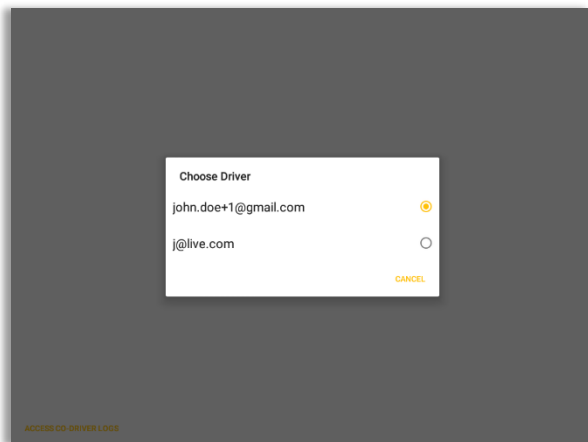 Choose Driver
john.doe+1@gmail.com
j@live.com
CANCEL
ACCESS CO-DRIVER LOGS